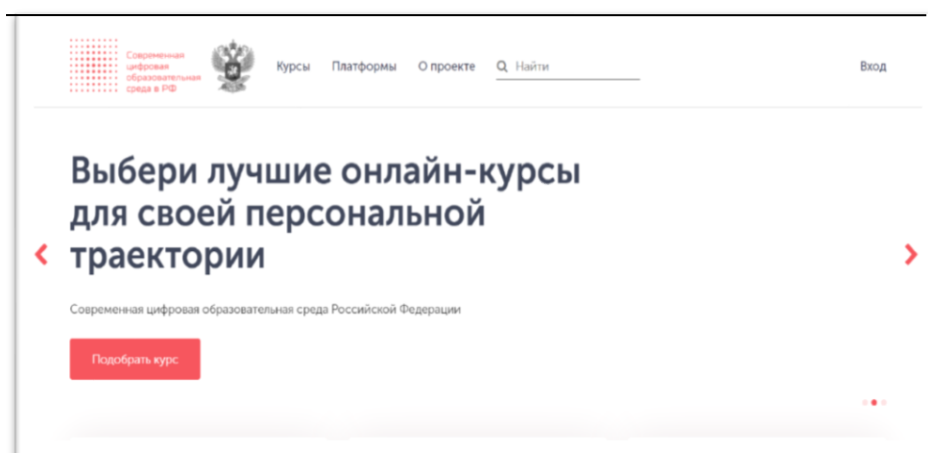 Современная
цифровая
образовательная
среда в РФ
Курсы Платформы О проекте Найти Вход
Выбери лучшие онлайн-курсы
для своей персональной
траектории
Современная цифровая образовательная среда Российской Федерации
Подобрать курс